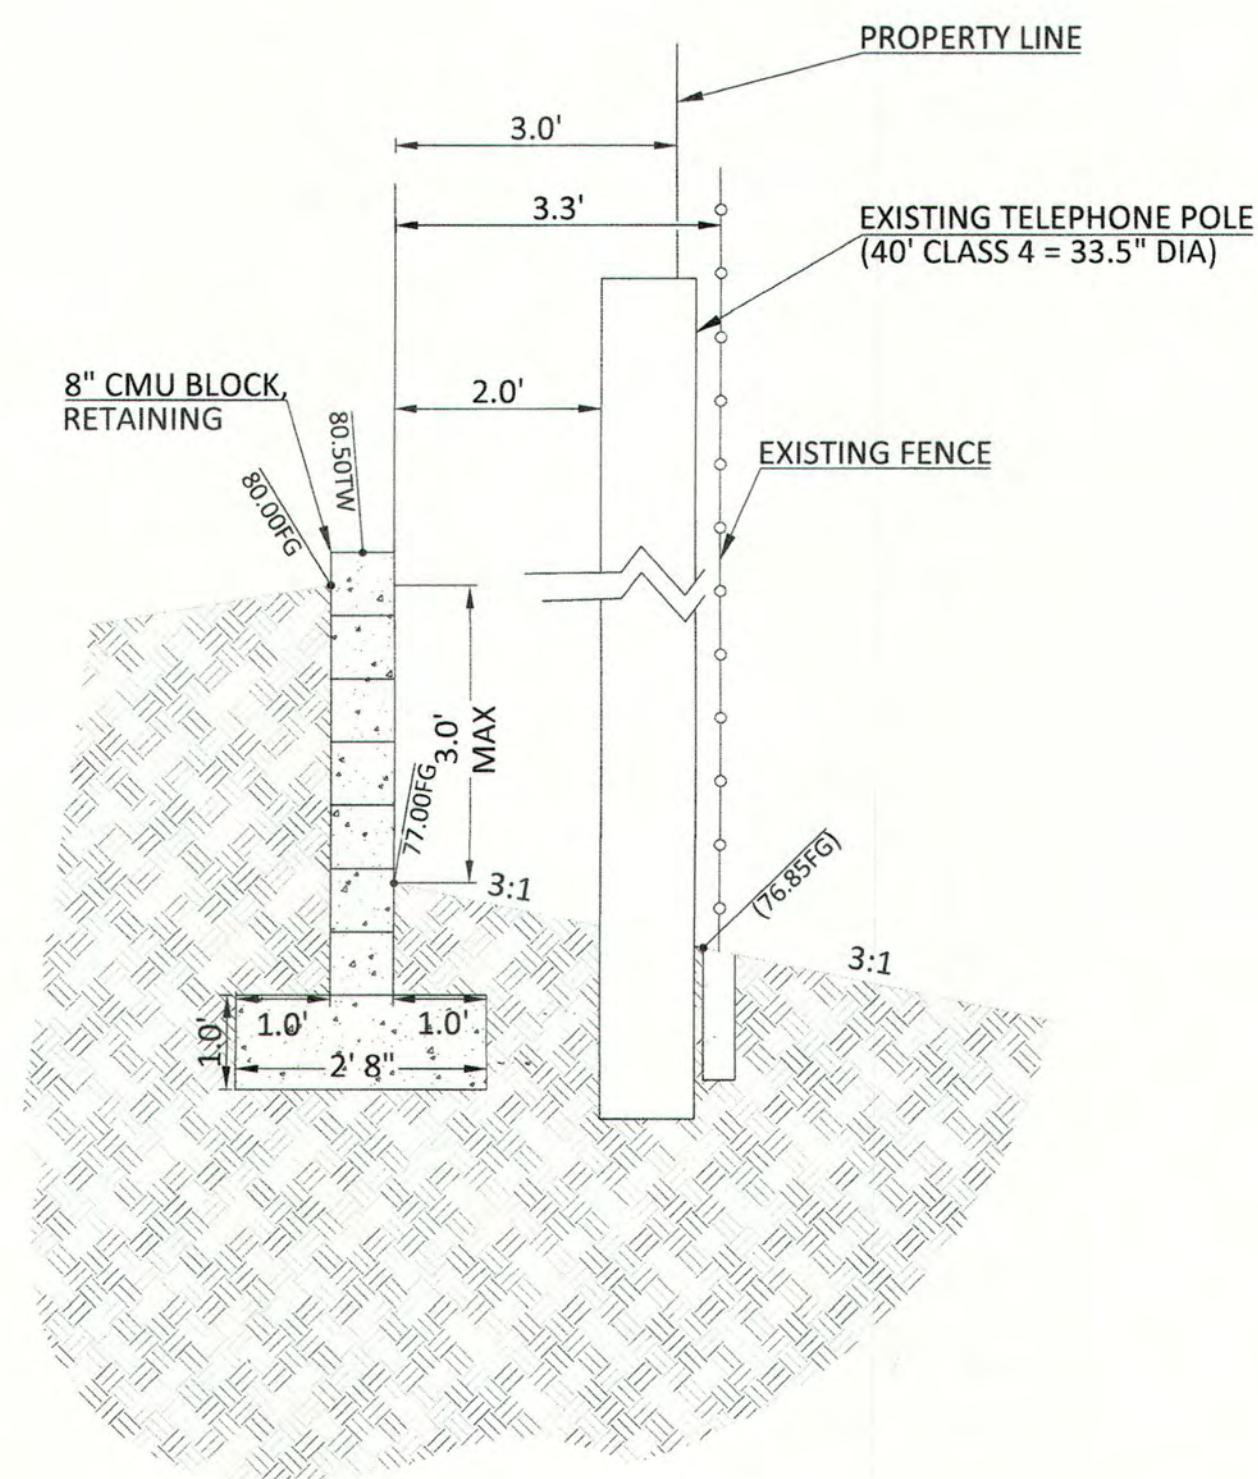 PROPERTY LINE
3.0'
3.3'
EXISTING TELEPHONE POLE
(40' CLASS 4 = 33.5" DIA)
8" CMU BLOCK,
RETAINING
2.0'
80.50TW
80.00FG
EXISTING FENCE
3.0'
MAX
77.00FG
3:1
(76.85FG)
3:1
1.0'
1.0'
1.0'
2' 8"